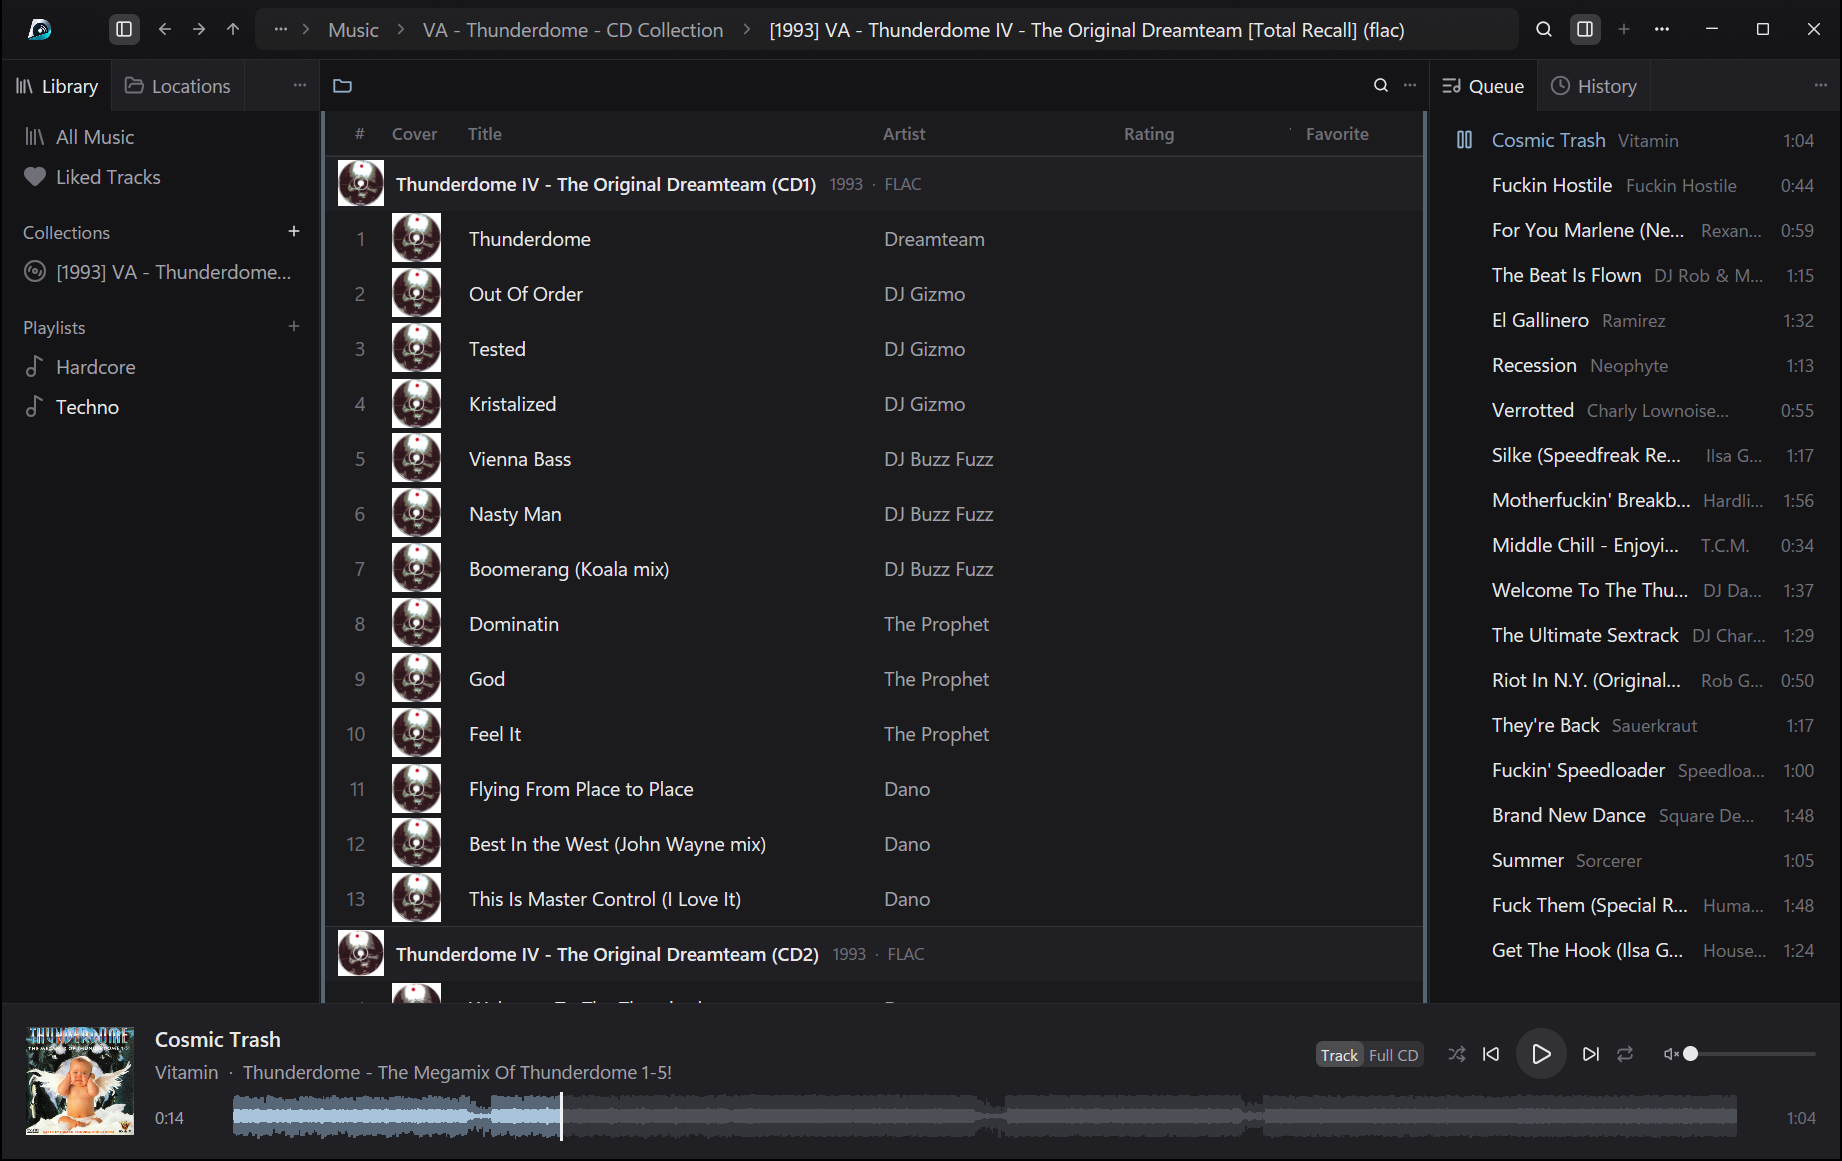 Music
VA - Thunderdome - CD Collection
[1993] VA - Thunderdome IV - The Original Dreamteam [Total Recall] (flac)
Library
Locations
All Music
Liked Tracks
Collections
[1993] VA - Thunderdome...
Playlists
Hardcore
Techno
# Cover Title Artist Rating Favorite
Thunderdome IV - The Original Dreamteam (CD1) 1993 · FLAC
1 Thunderdome Dreamteam
2 Out Of Order DJ Gizmo
3 Tested DJ Gizmo
4 Kristalized DJ Gizmo
5 Vienna Bass DJ Buzz Fuzz
6 Nasty Man DJ Buzz Fuzz
7 Boomerang (Koala mix) DJ Buzz Fuzz
8 Dominatin The Prophet
9 God The Prophet
10 Feel It The Prophet
11 Flying From Place to Place Dano
12 Best In the West (John Wayne mix) Dano
13 This Is Master Control (I Love It) Dano
Thunderdome IV - The Original Dreamteam (CD2) 1993 · FLAC
Queue
History
Cosmic Trash Vitamin 1:04
Fuckin Hostile Fuckin Hostile 0:44
For You Marlene (Ne... Rexan... 0:59
The Beat Is Flown DJ Rob & M... 1:15
El Gallinero Ramirez 1:32
Recession Neophyte 1:13
Verrotted Charly Lownoise... 0:55
Silke (Speedfreak Re... Ilsa G... 1:17
Motherfuckin' Breakb... Hardli... 1:56
Middle Chill - Enjoyi... T.C.M. 0:34
Welcome To The Thu... DJ Da... 1:37
The Ultimate Sextrack DJ Char... 1:29
Riot In N.Y. (Original... Rob G... 0:50
They're Back Sauerkraut 1:17
Fuckin' Speedloader Speedloa... 1:00
Brand New Dance Square De... 1:48
Summer Sorcerer 1:05
Fuck Them (Special R... Huma... 1:48
Get The Hook (Ilsa G... House... 1:24
THUNDERDOME
THE MEGAMIX OF THUNDERDOME 1-5!
Cosmic Trash
Vitamin · Thunderdome - The Megamix Of Thunderdome 1-5!
0:14
Track Full CD
1:04